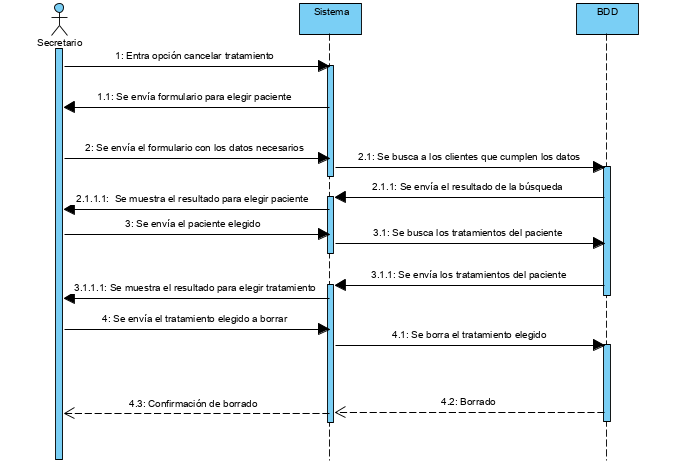 Sistema
BDD
Secretario
1: Entra opción cancelar tratamiento
1.1: Se envía formulario para elegir paciente
2: Se envía el formulario con los datos necesarios
2.1: Se busca a los clientes que cumplen los datos
2.1.1: Se envía el resultado de la búsqueda
2.1.1.1: Se muestra el resultado para elegir paciente
3: Se envía el paciente elegido
3.1: Se busca los tratamientos del paciente
3.1.1: Se envía los tratamientos del paciente
3.1.1.1: Se muestra el resultado para elegir tratamiento
4: Se envía el tratamiento elegido a borrar
4.1: Se borra el tratamiento elegido
4.2: Borrado
4.3: Confirmación de borrado